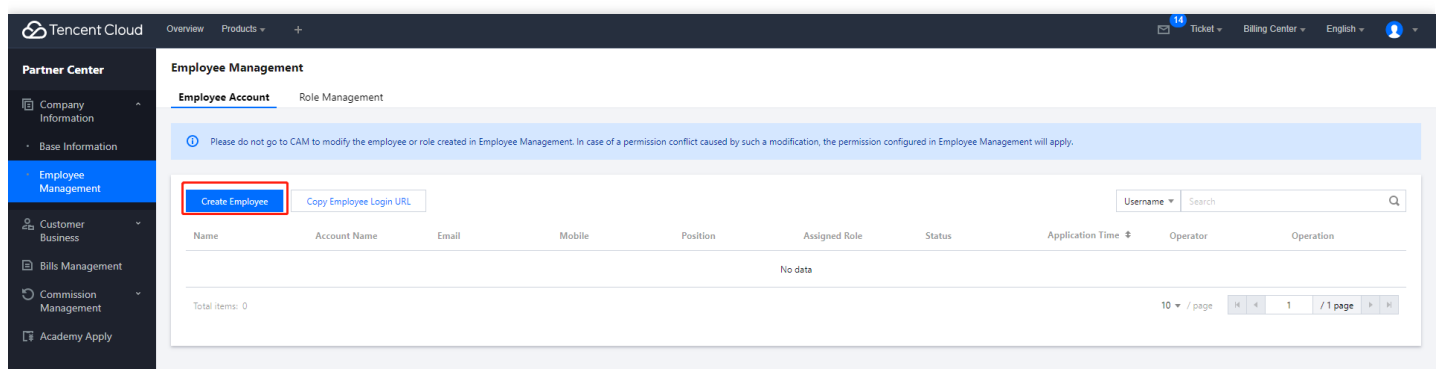 Tencent Cloud Overview Products + 14 Ticket Billing Center English
Partner Center
Company
Information
Base Information
Employee
Management
Customer
Business
Bills Management
Commission
Management
Academy Apply
Employee Management
Employee Account Role Management
Please do not go to CAM to modify the employee or role created in Employee Management. In case of a permission conflict caused by such a modification, the permission configured in Employee Management will apply.
Create Employee Copy Employee Login URL Username Search
Name Account Name Email Mobile Position Assigned Role Status Application Time Operator Operation
No data
Total items: 0 10 / page 1 / 1 page